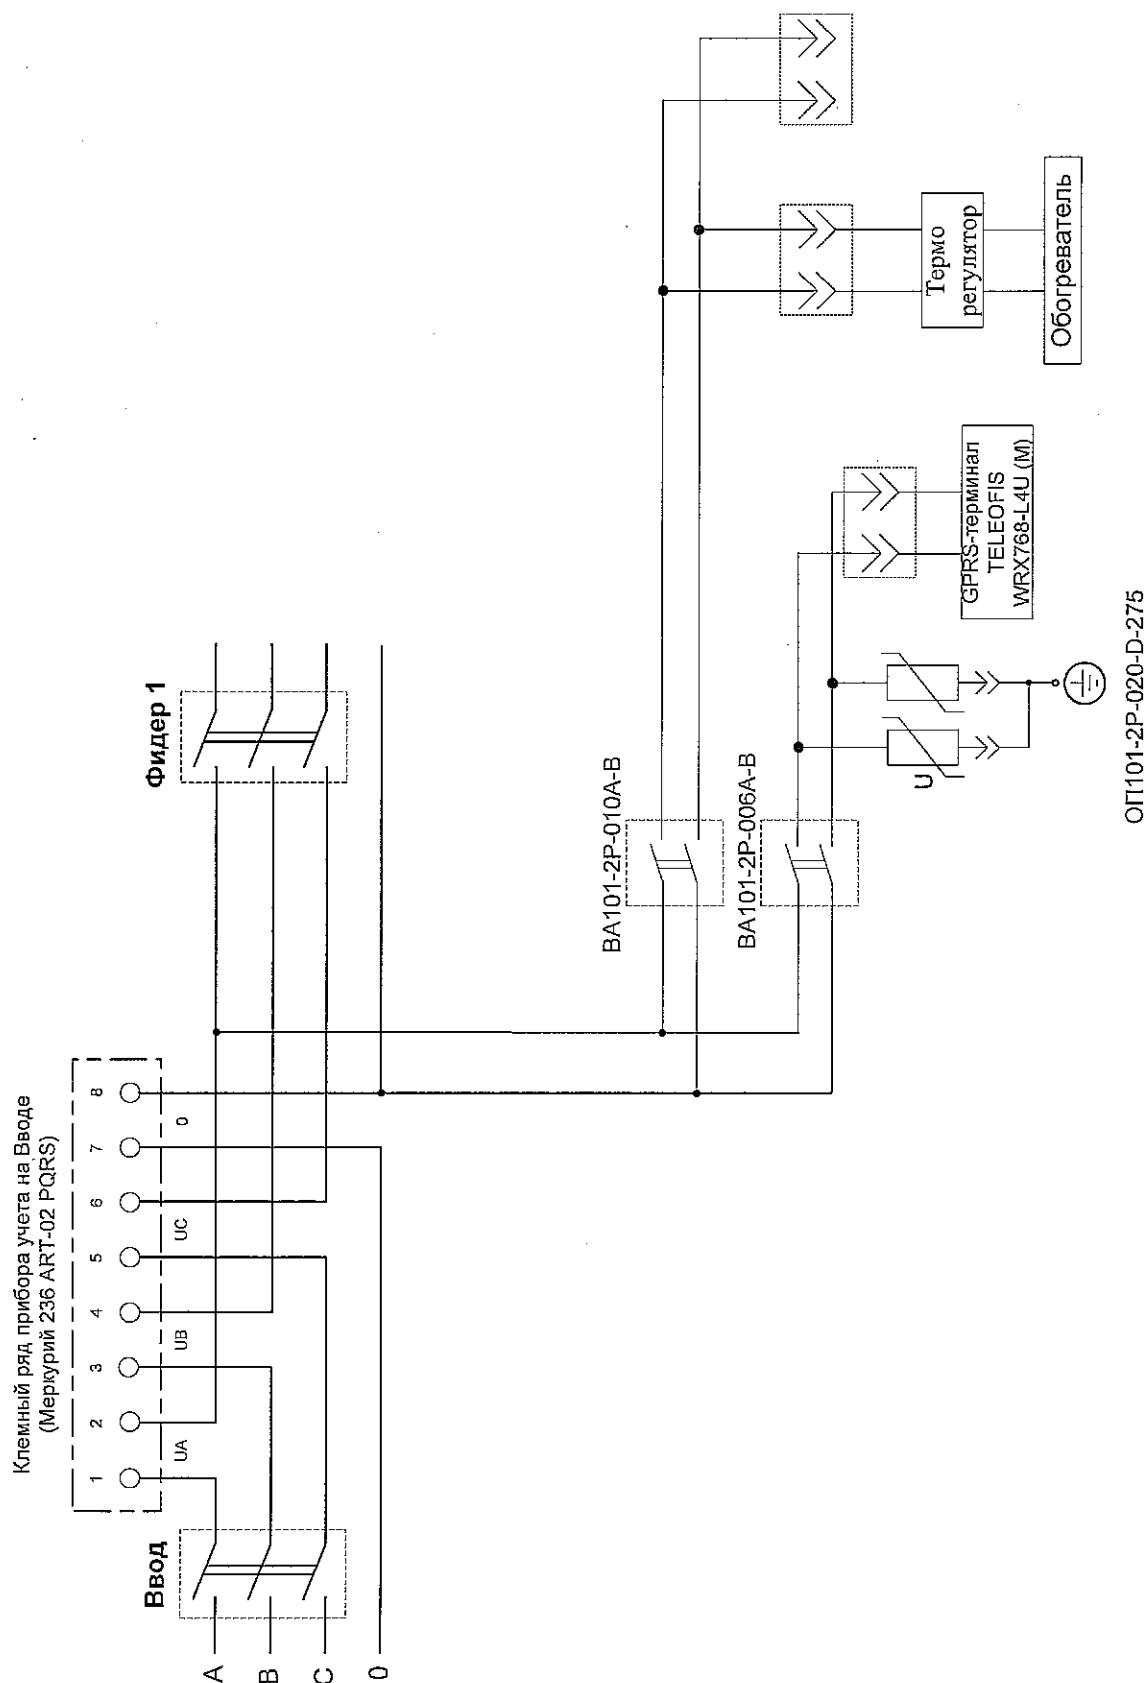 Клемный ряд прибора учета на Вводе
(Меркурий 236 ART-02 PQRS)
1
2
3
4
5
6
7
8
UA
UB
UC
0
Ввод
A
B
C
0
Фидер 1
ВА101-2Р-010А-В
ВА101-2Р-006А-В
U
ОП101-2Р-020-D-275
GPRS-терминал
TELEOFIS
WRX768-L4U (M)
Термо
регулятор
Обогреватель